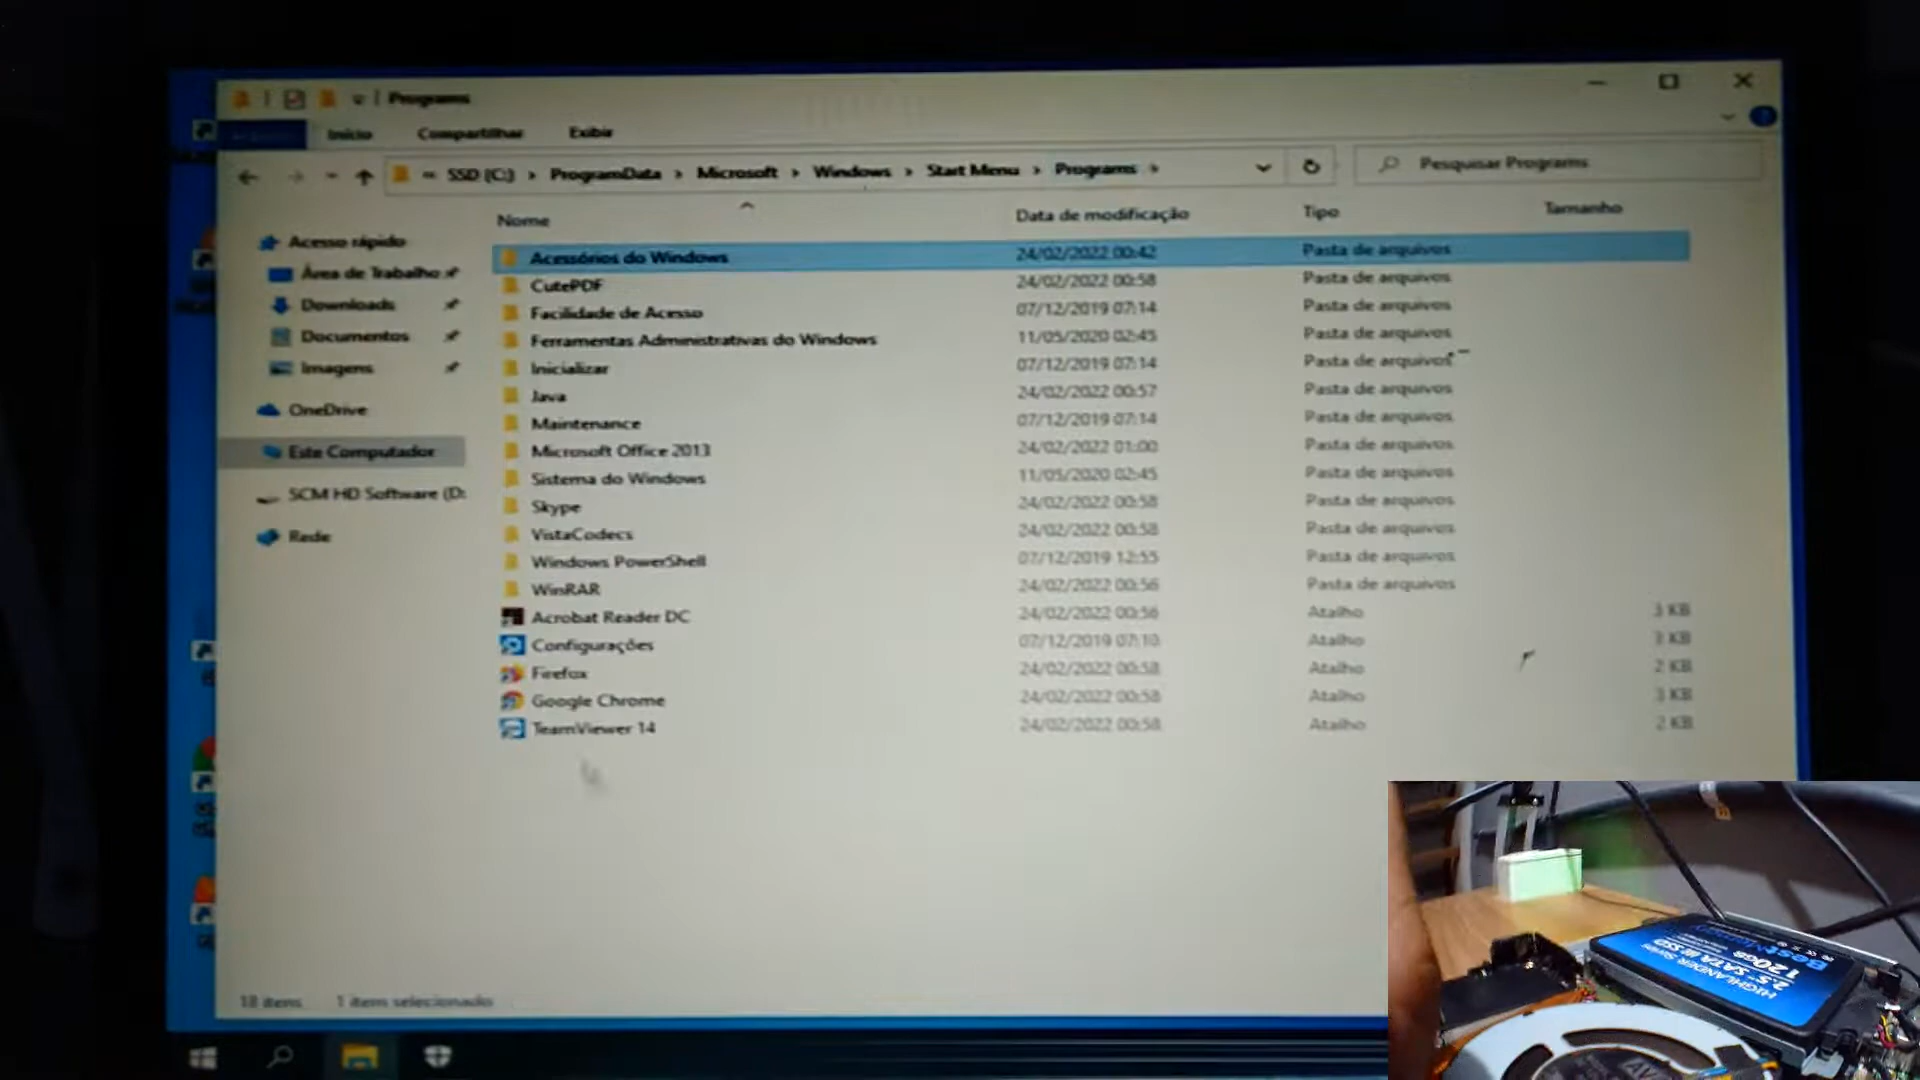 Programs
Início Compartilhar Exibir
SSD (C:) › ProgramData › Microsoft › Windows › Start Menu › Programs ›
Pesquisar Programs
Nome Data de modificação Tipo Tamanho
Acesso rápido
Área de Trabalho
Downloads
Documentos
Imagens
OneDrive
Este Computador
SCM HD Software (D:
Rede
Acessórios do Windows 24/02/2022 00:42 Pasta de arquivos
CutePDF 24/02/2022 00:58 Pasta de arquivos
Facilidade de Acesso 07/12/2019 07:14 Pasta de arquivos
Ferramentas Administrativas do Windows 11/05/2020 02:45 Pasta de arquivos
Inicializar 07/12/2019 07:14 Pasta de arquivos
Java 24/02/2022 00:57 Pasta de arquivos
Maintenance 07/12/2019 07:14 Pasta de arquivos
Microsoft Office 2013 24/02/2022 01:00 Pasta de arquivos
Sistema do Windows 11/05/2020 02:45 Pasta de arquivos
Skype 24/02/2022 00:58 Pasta de arquivos
VistaCodecs 24/02/2022 00:58 Pasta de arquivos
Windows PowerShell 07/12/2019 12:55 Pasta de arquivos
WinRAR 24/02/2022 00:56 Pasta de arquivos
Acrobat Reader DC 24/02/2022 00:56 Atalho 3 KB
Configurações 07/12/2019 07:10 Atalho 3 KB
Firefox 24/02/2022 00:58 Atalho 2 KB
Google Chrome 24/02/2022 00:58 Atalho 3 KB
TeamViewer 14 24/02/2022 00:58 Atalho 2 KB
18 itens 1 item selecionado
HIGHLANDER Series
2.5" SATA III SSD
120GB